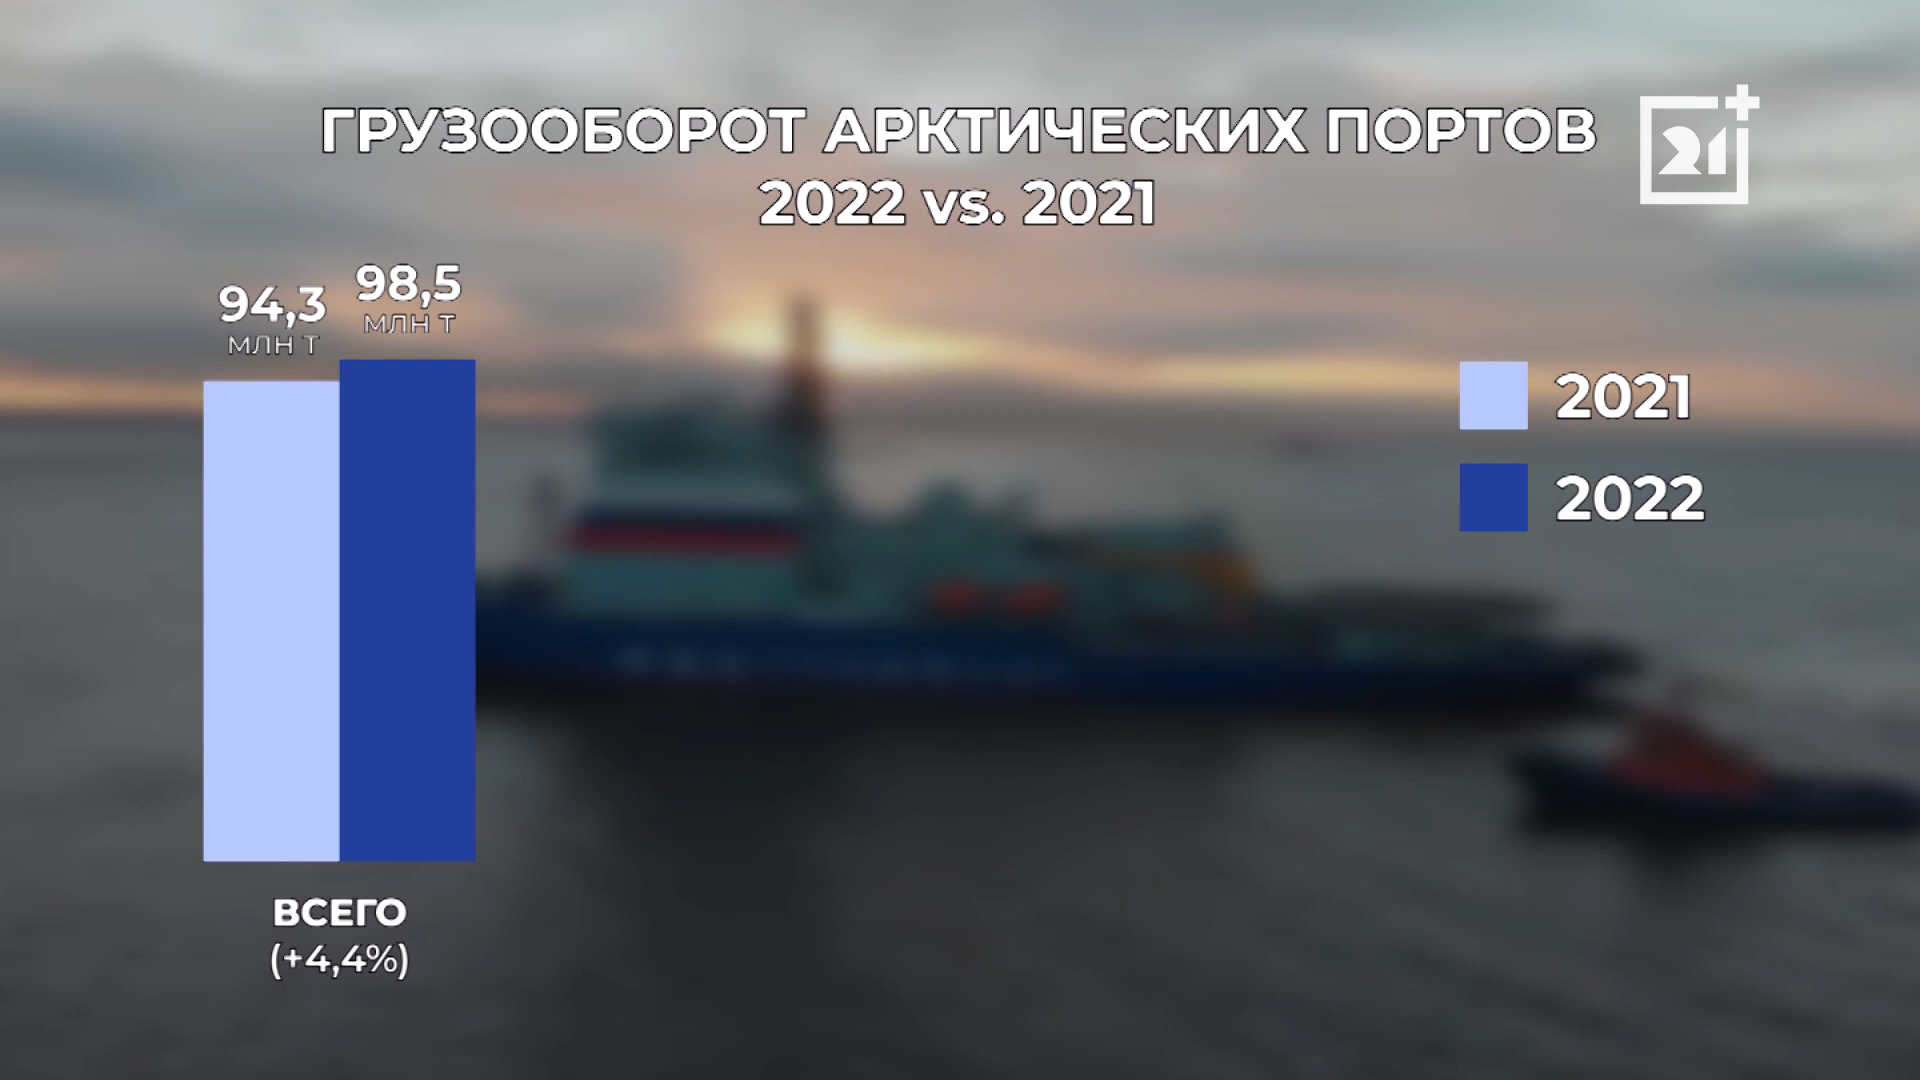 ГРУЗООБОРОТ АРКТИЧЕСКИХ ПОРТОВ
2022 vs. 2021
21+
94,3
МЛН Т
98,5
МЛН Т
2021
2022
ВСЕГО
(+4,4%)